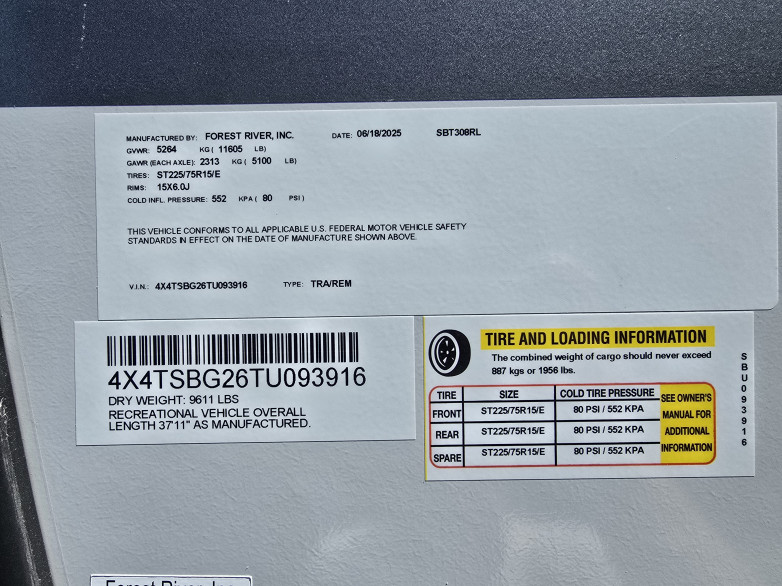 MANUFACTURED BY: FOREST RIVER, INC. DATE: 06/18/2025 SBT308RL
GVWR: 5264 KG ( 11605 LB)
GAWR (EACH AXLE): 2313 KG ( 5100 LB)
TIRES: ST225/75R15/E
RIMS: 15X6.0J
COLD INFL. PRESSURE: 552 KPA ( 80 PSI )
THIS VEHICLE CONFORMS TO ALL APPLICABLE U.S. FEDERAL MOTOR VEHICLE SAFETY
STANDARDS IN EFFECT ON THE DATE OF MANUFACTURE SHOWN ABOVE.
V.I.N.: 4X4TSBG26TU093916 TYPE: TRA/REM
4X4TSBG26TU093916
DRY WEIGHT: 9611 LBS
RECREATIONAL VEHICLE OVERALL
LENGTH 37'11" AS MANUFACTURED.
TIRE AND LOADING INFORMATION
The combined weight of cargo should never exceed
887 kgs or 1956 lbs.
TIRE SIZE COLD TIRE PRESSURE
FRONT ST225/75R15/E 80 PSI / 552 KPA
REAR ST225/75R15/E 80 PSI / 552 KPA
SPARE ST225/75R15/E 80 PSI / 552 KPA
SEE OWNER'S
MANUAL FOR
ADDITIONAL
INFORMATION
SBU093916
Forest River, Inc.